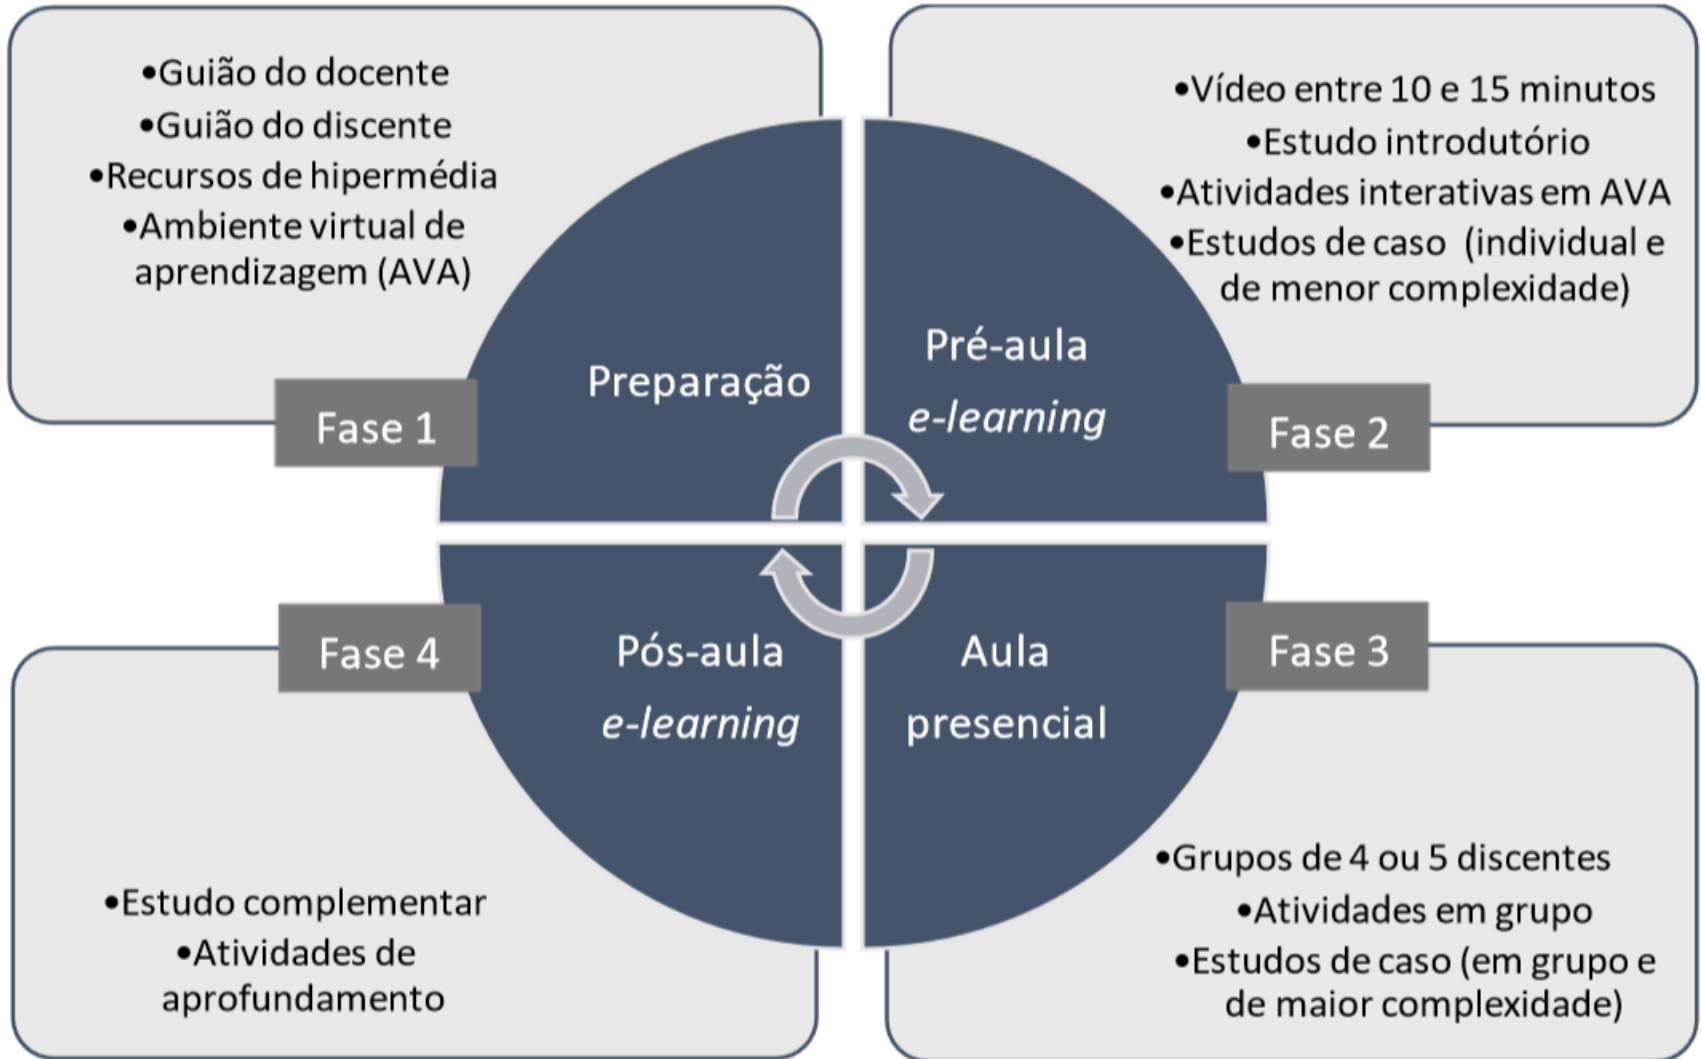 •Guião do docente
•Guião do discente
•Recursos de hipermédia
•Ambiente virtual de
aprendizagem (AVA)
Preparação
Fase 1
•Vídeo entre 10 e 15 minutos
•Estudo introdutório
•Atividades interativas em AVA
•Estudos de caso (individual e
de menor complexidade)
Pré-aula
e-learning
Fase 2
Fase 3
Aula
presencial
•Grupos de 4 ou 5 discentes
•Atividades em grupo
•Estudos de caso (em grupo e
de maior complexidade)
Fase 4
Pós-aula
e-learning
•Estudo complementar
•Atividades de
aprofundamento